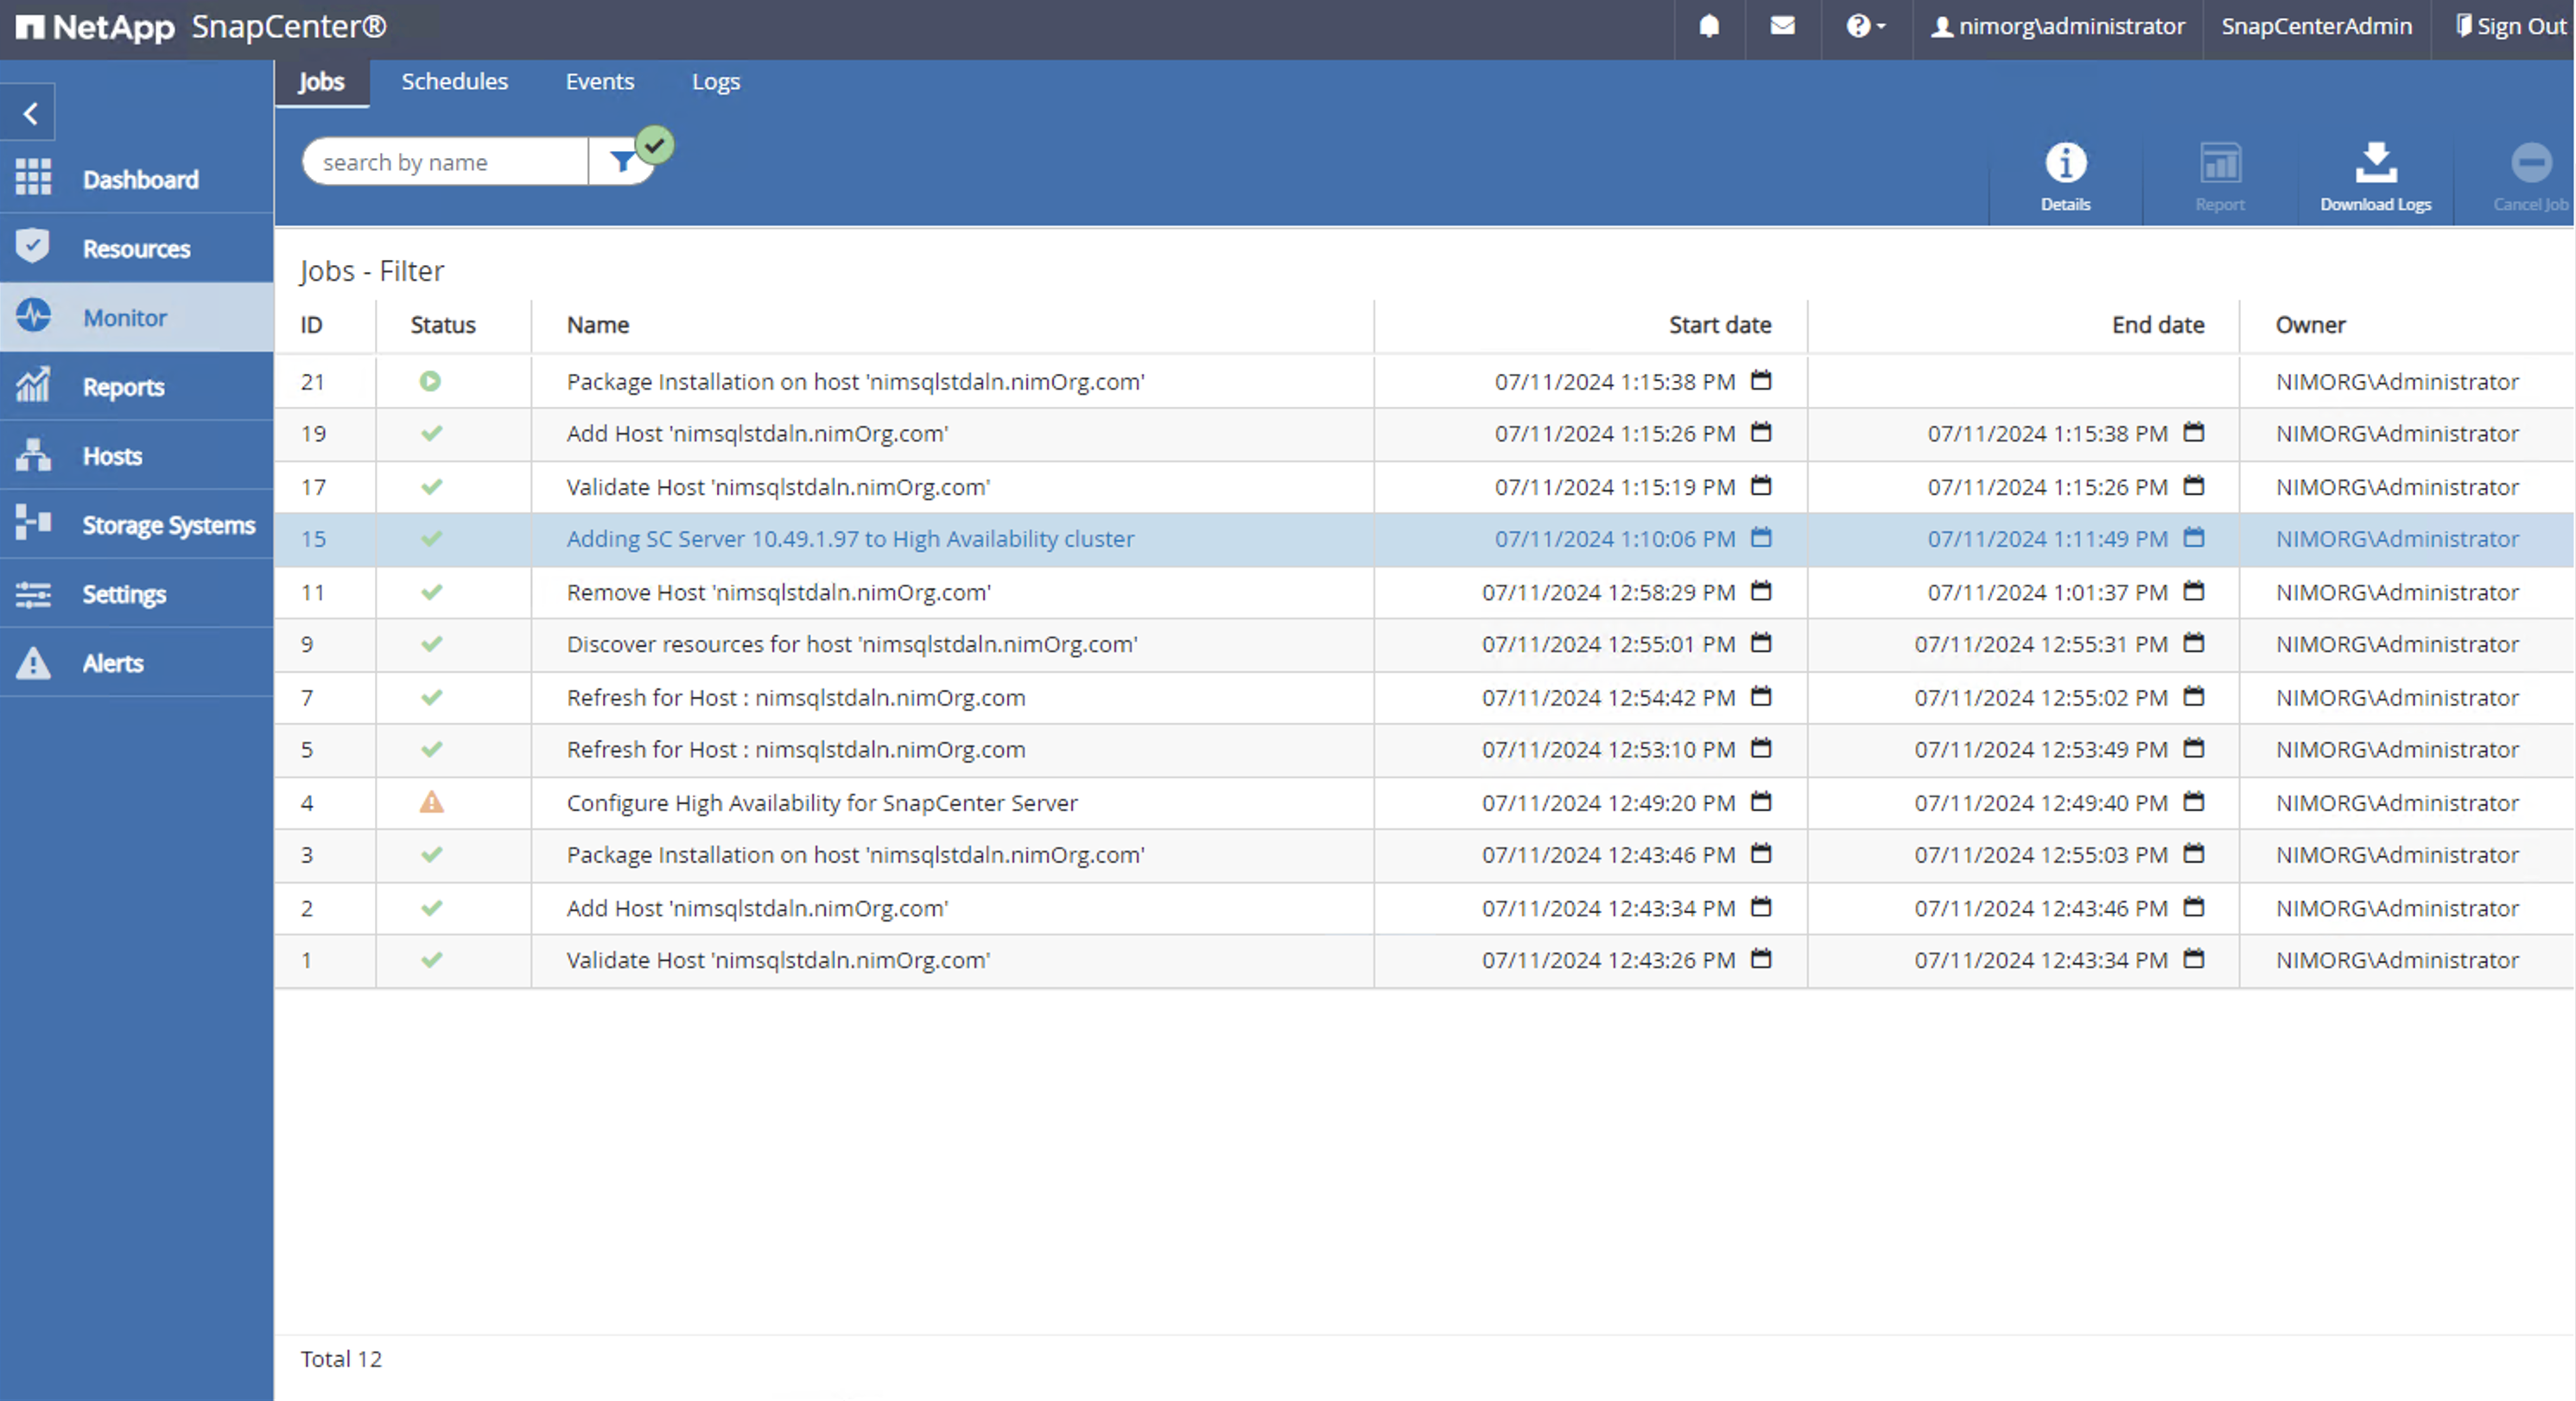 NetApp SnapCenter®
nimorg\administrator SnapCenterAdmin Sign Out
Jobs Schedules Events Logs
search by name
Details Report Download Logs Cancel Job
Dashboard
Resources
Monitor
Reports
Hosts
Storage Systems
Settings
Alerts
Jobs - Filter
ID Status Name Start date End date Owner
21 Package Installation on host 'nimsqlstdaln.nimOrg.com' 07/11/2024 1:15:38 PM NIMORG\Administrator
19 Add Host 'nimsqlstdaln.nimOrg.com' 07/11/2024 1:15:26 PM 07/11/2024 1:15:38 PM NIMORG\Administrator
17 Validate Host 'nimsqlstdaln.nimOrg.com' 07/11/2024 1:15:19 PM 07/11/2024 1:15:26 PM NIMORG\Administrator
15 Adding SC Server 10.49.1.97 to High Availability cluster 07/11/2024 1:10:06 PM 07/11/2024 1:11:49 PM NIMORG\Administrator
11 Remove Host 'nimsqlstdaln.nimOrg.com' 07/11/2024 12:58:29 PM 07/11/2024 1:01:37 PM NIMORG\Administrator
9 Discover resources for host 'nimsqlstdaln.nimOrg.com' 07/11/2024 12:55:01 PM 07/11/2024 12:55:31 PM NIMORG\Administrator
7 Refresh for Host : nimsqlstdaln.nimOrg.com 07/11/2024 12:54:42 PM 07/11/2024 12:55:02 PM NIMORG\Administrator
5 Refresh for Host : nimsqlstdaln.nimOrg.com 07/11/2024 12:53:10 PM 07/11/2024 12:53:49 PM NIMORG\Administrator
4 Configure High Availability for SnapCenter Server 07/11/2024 12:49:20 PM 07/11/2024 12:49:40 PM NIMORG\Administrator
3 Package Installation on host 'nimsqlstdaln.nimOrg.com' 07/11/2024 12:43:46 PM 07/11/2024 12:55:03 PM NIMORG\Administrator
2 Add Host 'nimsqlstdaln.nimOrg.com' 07/11/2024 12:43:34 PM 07/11/2024 12:43:46 PM NIMORG\Administrator
1 Validate Host 'nimsqlstdaln.nimOrg.com' 07/11/2024 12:43:26 PM 07/11/2024 12:43:34 PM NIMORG\Administrator
Total 12